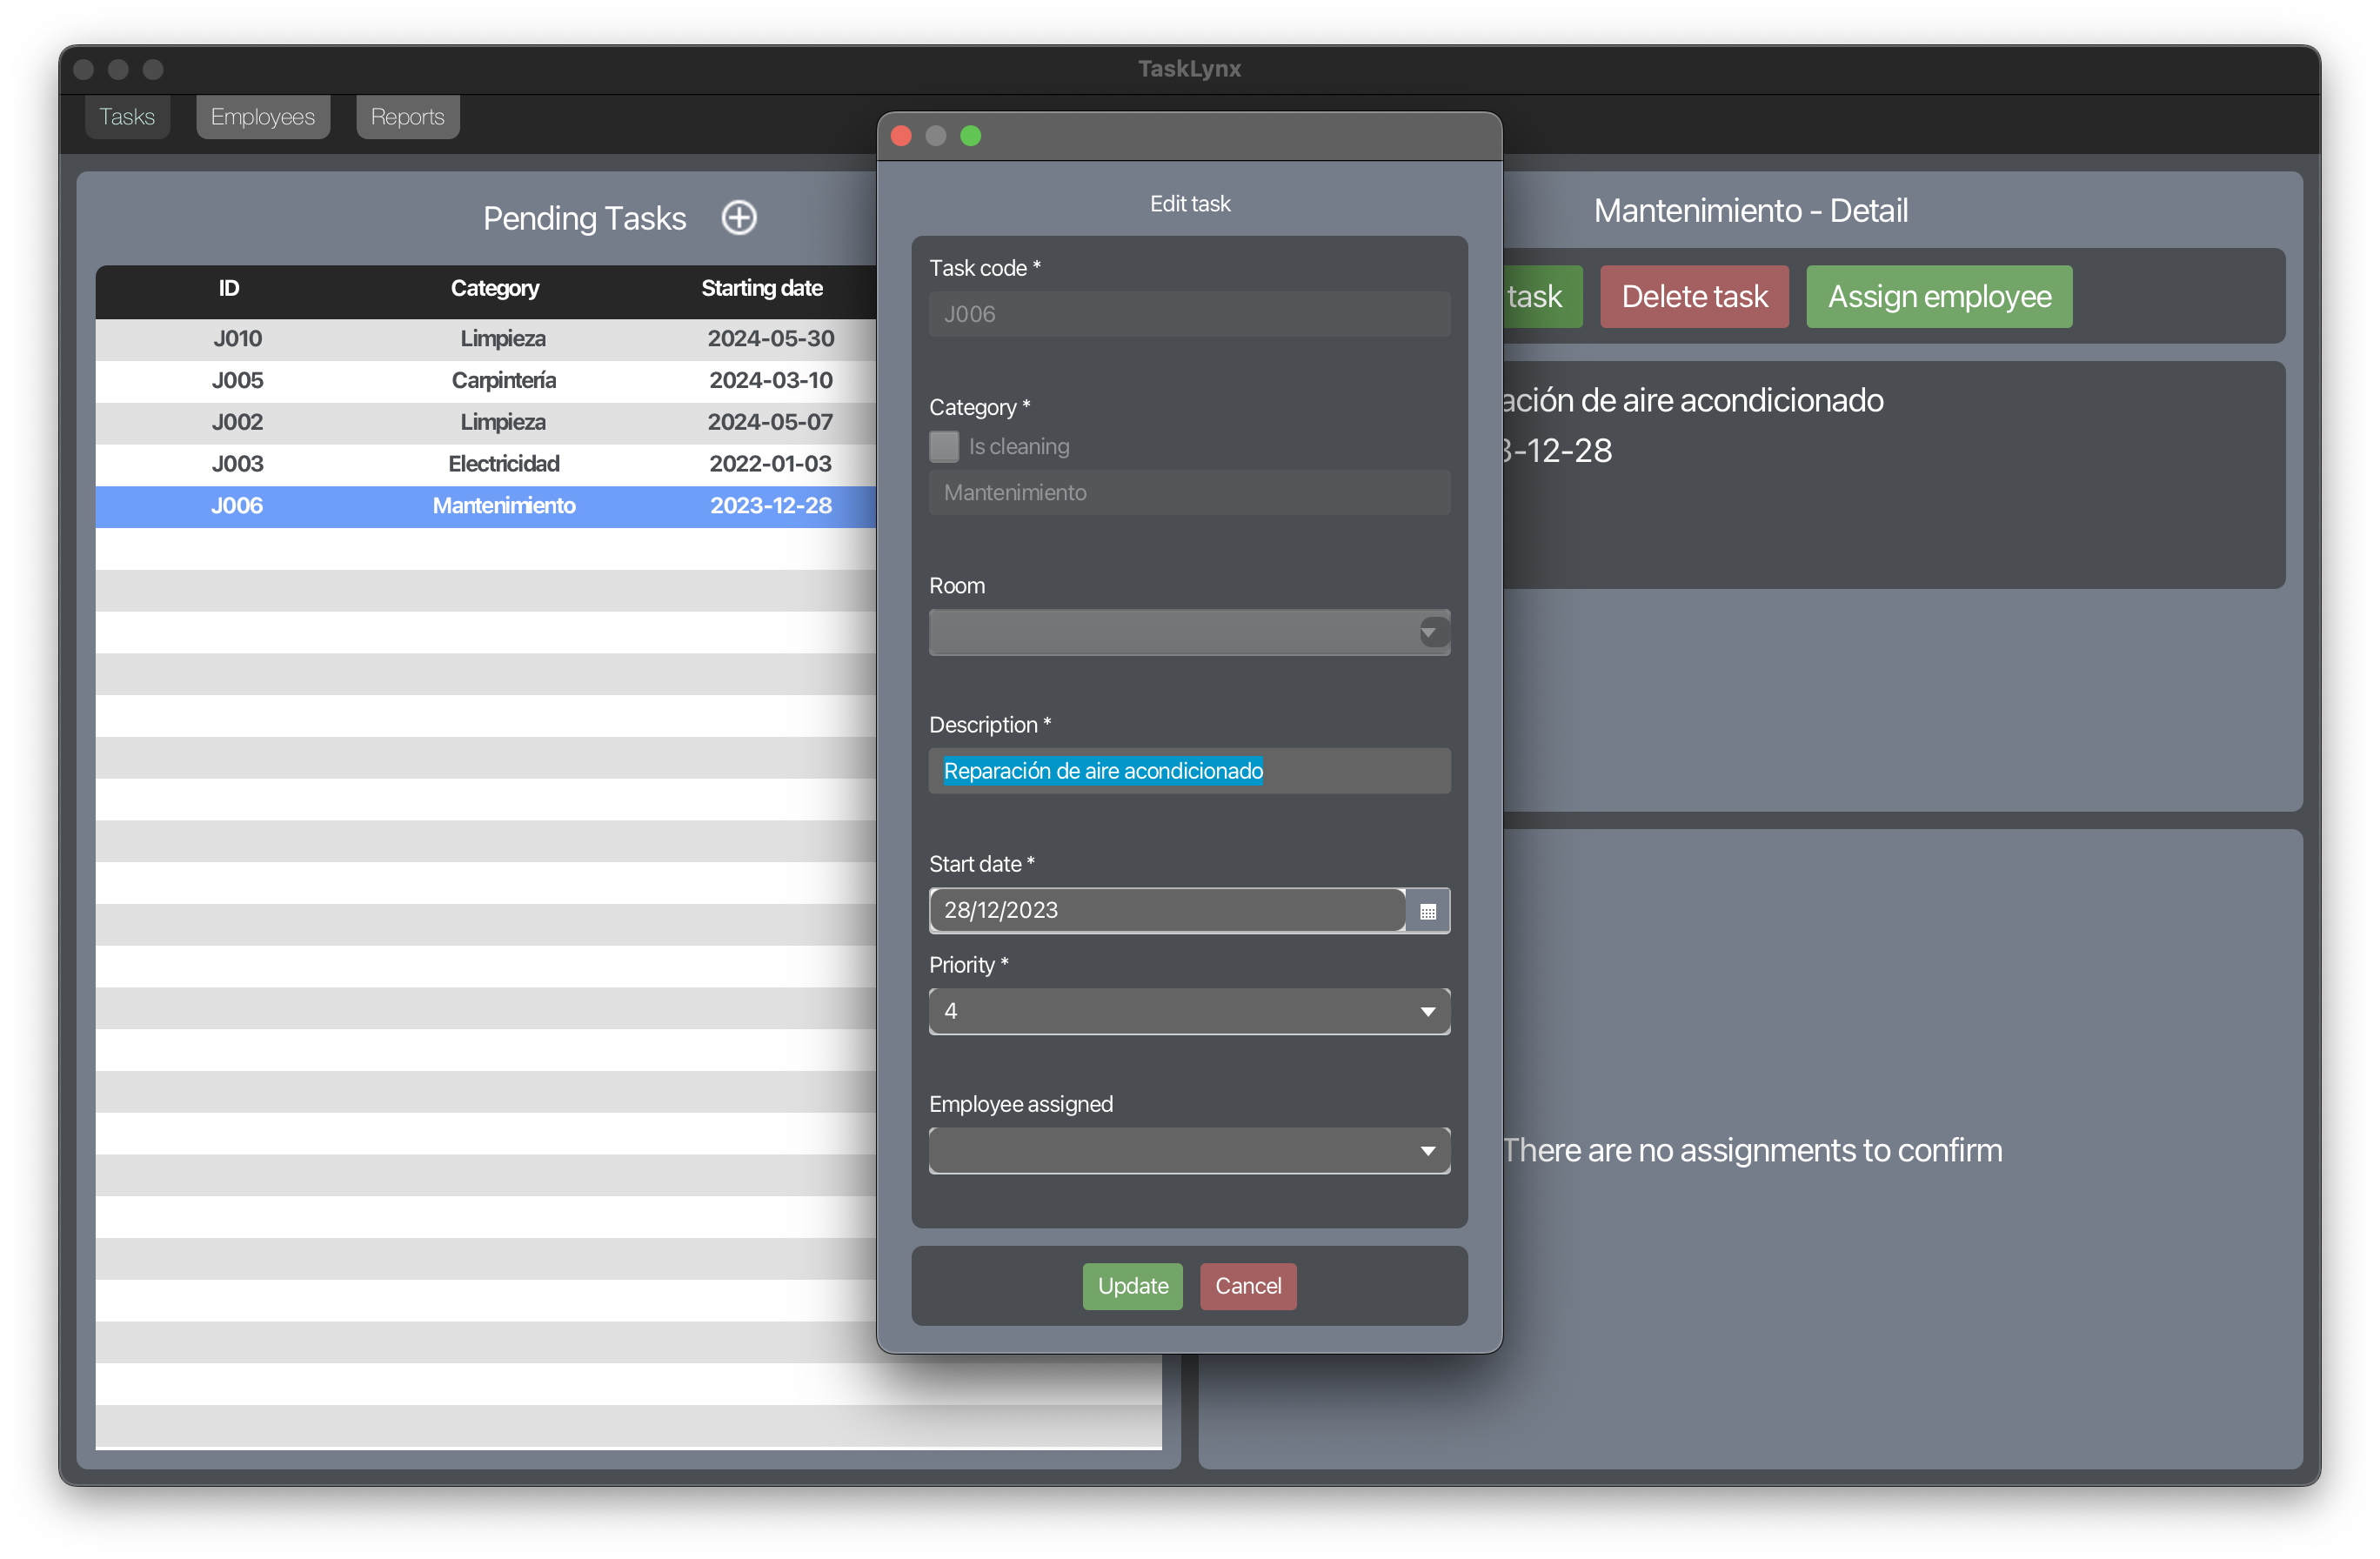 TaskLynx
Tasks Employees Reports
Pending Tasks
ID Category Starting date
J010 Limpieza 2024-05-30
J005 Carpintería 2024-03-10
J002 Limpieza 2024-05-07
J003 Electricidad 2022-01-03
J006 Mantenimiento 2023-12-28
Edit task
Task code *
J006
Category *
Is cleaning
Mantenimiento
Room
Description *
Reparación de aire acondicionado
Start date *
28/12/2023
Priority *
4
Employee assigned
Update Cancel
Mantenimiento - Detail
task Delete task Assign employee
ación de aire acondicionado
-12-28
There are no assignments to confirm